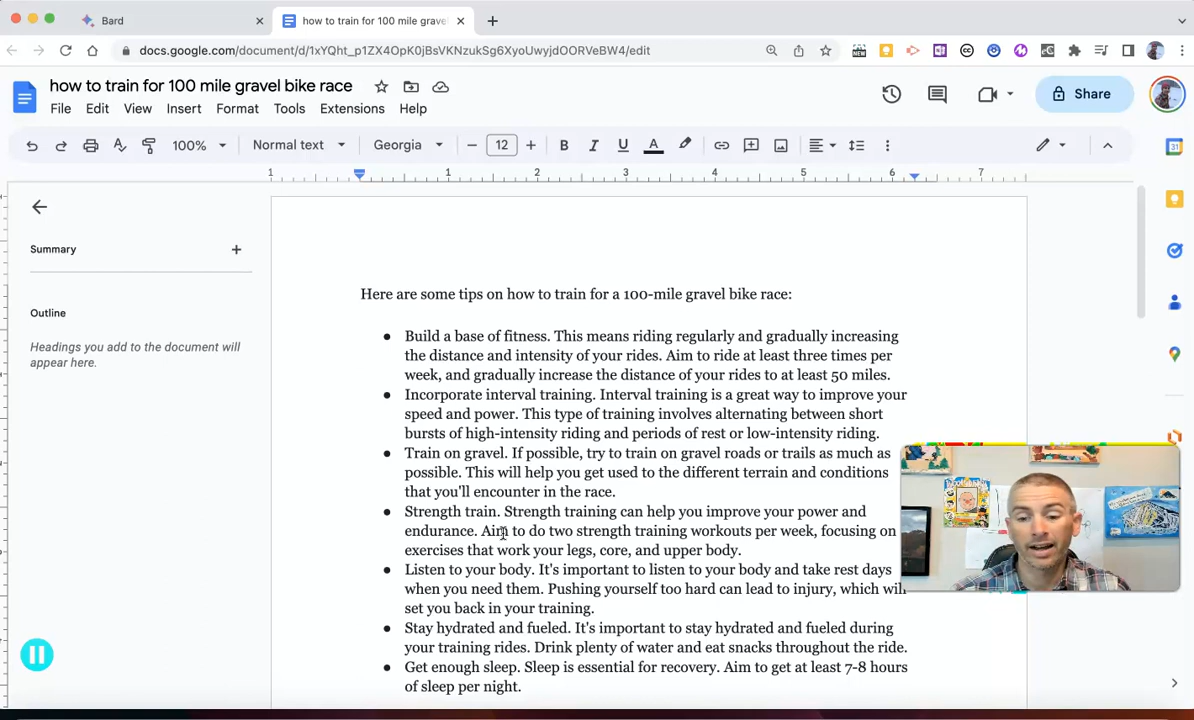 Bard
how to train for 100 mile grave
docs.google.com/document/d/1xYQht_p1ZX4OpK0jBsVKNzukSg6XyoUwyjdOORVeBW4/edit
how to train for 100 mile gravel bike race
File Edit View Insert Format Tools Extensions Help
Share
100% Normal text Georgia 12
1 1 2 3 4 5 6 7
Summary
Outline
Headings you add to the document will
appear here.
Here are some tips on how to train for a 100-mile gravel bike race:
● Build a base of fitness. This means riding regularly and gradually increasing
the distance and intensity of your rides. Aim to ride at least three times per
week, and gradually increase the distance of your rides to at least 50 miles.
● Incorporate interval training. Interval training is a great way to improve your
speed and power. This type of training involves alternating between short
bursts of high-intensity riding and periods of rest or low-intensity riding.
● Train on gravel. If possible, try to train on gravel roads or trails as much as
possible. This will help you get used to the different terrain and conditions
that you'll encounter in the race.
● Strength train. Strength training can help you improve your power and
endurance. Aim to do two strength training workouts per week, focusing on
exercises that work your legs, core, and upper body.
● Listen to your body. It's important to listen to your body and take rest days
when you need them. Pushing yourself too hard can lead to injury, which will
set you back in your training.
● Stay hydrated and fueled. It's important to stay hydrated and fueled during
your training rides. Drink plenty of water and eat snacks throughout the ride.
● Get enough sleep. Sleep is essential for recovery. Aim to get at least 7-8 hours
of sleep per night.